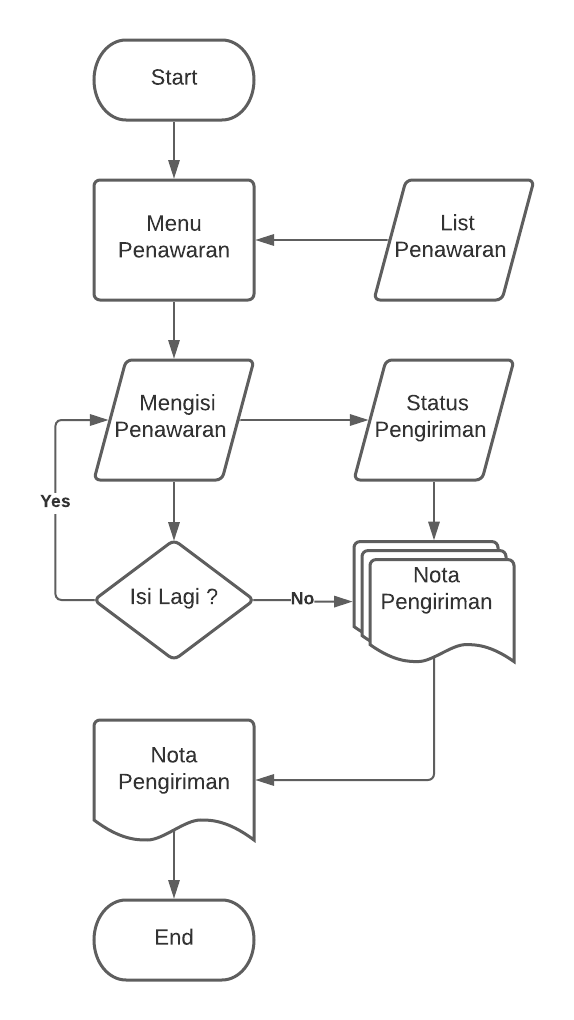 Start
Menu
Penawaran
List
Penawaran
Mengisi
Penawaran
Status
Pengiriman
Yes
Isi Lagi ?
No
Nota
Pengiriman
Nota
Pengiriman
End